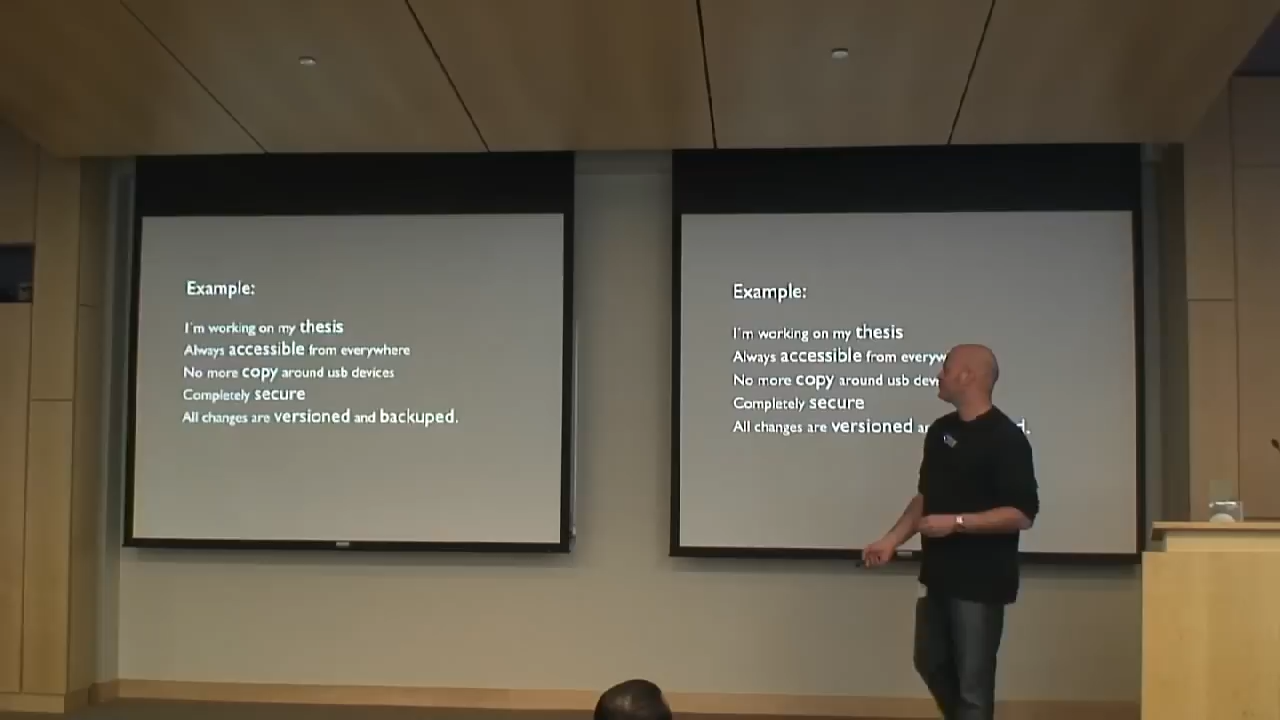 Example:
I'm working on my thesis
Always accessible from everywhere
No more copy around usb devices
Completely secure
All changes are versioned and backuped.
Example:
I'm working on my thesis
Always accessible from everyw
No more copy around usb dev
Completely secure
All changes are versioned a d.